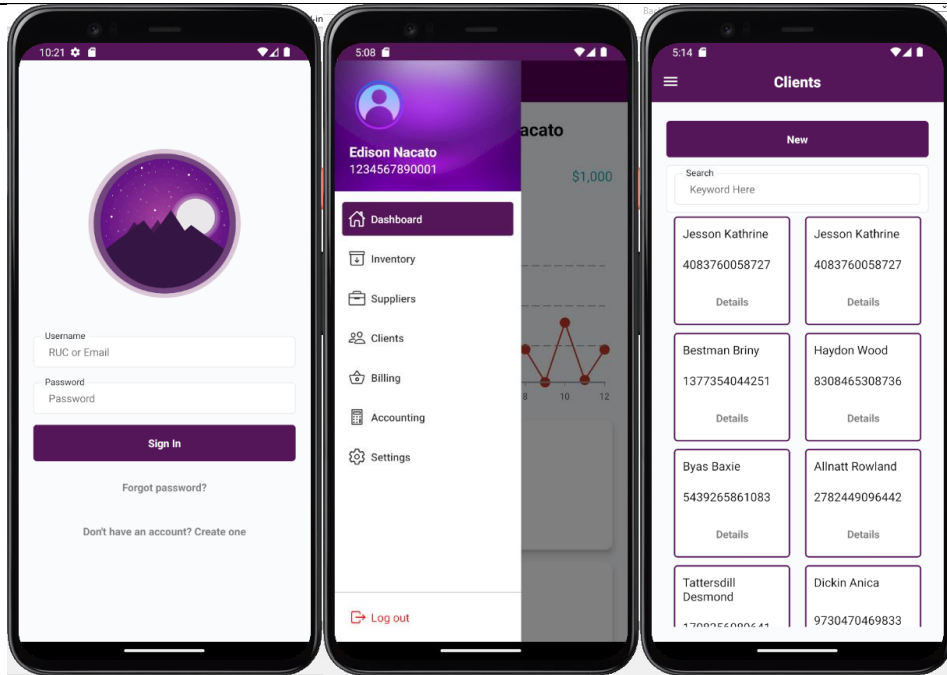 10:21
Username
RUC or Email
Password
Password
Sign In
Forgot password?
Don't have an account? Create one
5:08
Edison Nacato
1234567890001
acato
$1,000
Dashboard
Inventory
Suppliers
Clients
Billing
Accounting
Settings
8 10 12
Log out
5:14
Clients
New
Search
Keyword Here
Jesson Kathrine
4083760058727
Details
Jesson Kathrine
4083760058727
Details
Bestman Briny
1377354044251
Details
Haydon Wood
8308465308736
Details
Byas Baxie
5439265861083
Details
Allnatt Rowland
2782449096442
Details
Tattersdill
Desmond
Dickin Anica
9730470469833